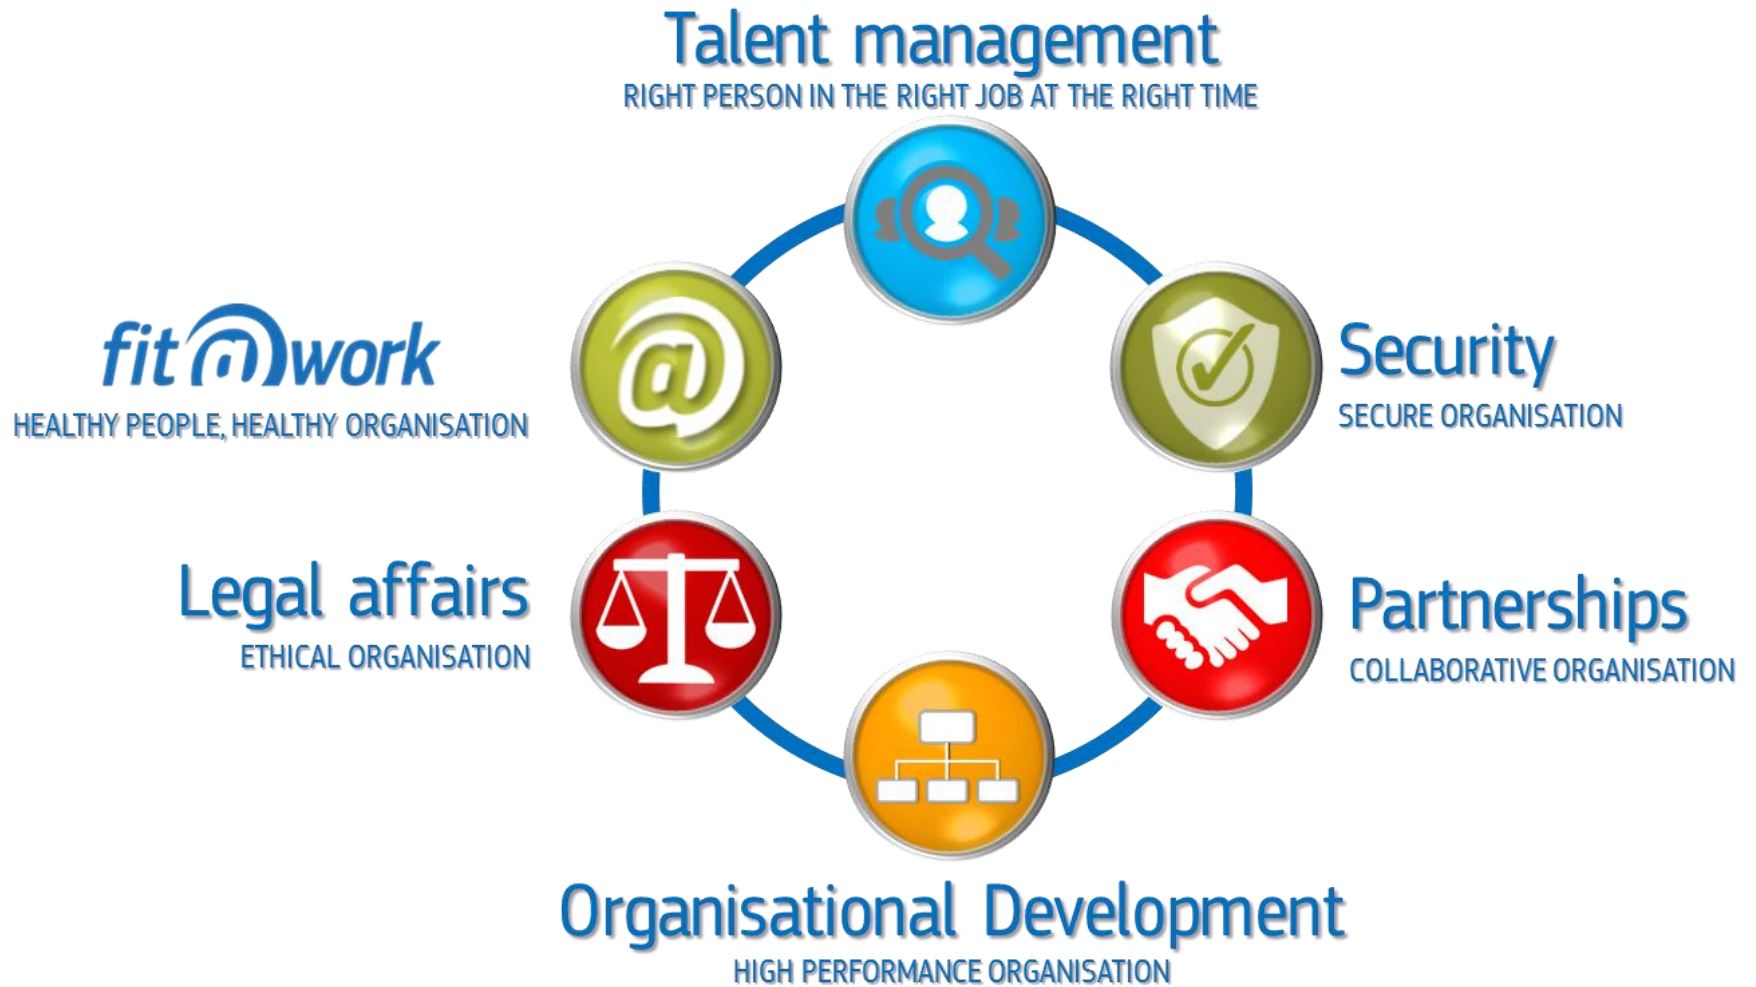 Talent management
RIGHT PERSON IN THE RIGHT JOB AT THE RIGHT TIME
fit@work
HEALTHY PEOPLE, HEALTHY ORGANISATION
@
Security
SECURE ORGANISATION
Legal affairs
ETHICAL ORGANISATION
Partnerships
COLLABORATIVE ORGANISATION
Organisational Development
HIGH PERFORMANCE ORGANISATION